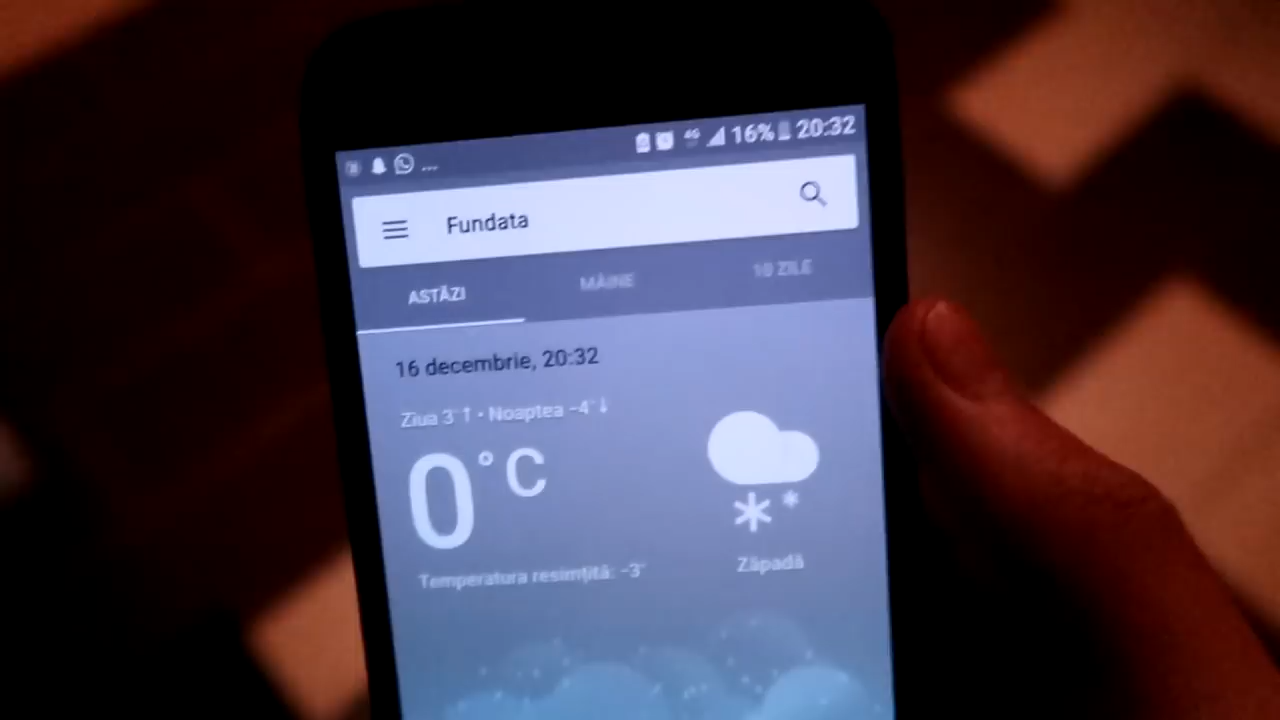 ... 4G 16% 20:32
Fundata
ASTĂZI MÂINE 10 ZILE
16 decembrie, 20:32
Ziua 3°↑ • Noaptea -4°↓
0°C
Temperatura resimțită: -3°
Zăpadă